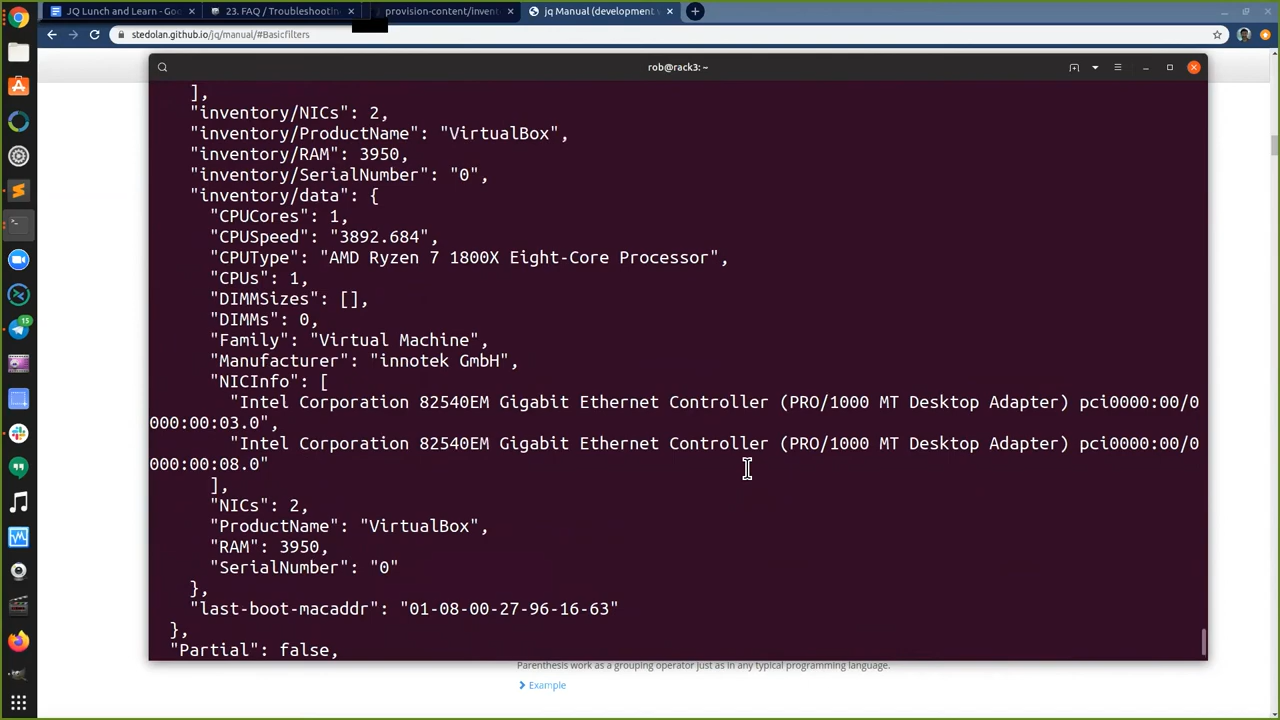 JQ Lunch and Learn - Goo
23. FAQ / Troubleshootin
provision-content/invent
jq Manual (development
stedolan.github.io/jq/manual/#Basicfilters
rob@rack3: ~
],
"inventory/NICs": 2,
"inventory/ProductName": "VirtualBox",
"inventory/RAM": 3950,
"inventory/SerialNumber": "0",
"inventory/data": {
"CPUCores": 1,
"CPUSpeed": "3892.684",
"CPUType": "AMD Ryzen 7 1800X Eight-Core Processor",
"CPUs": 1,
"DIMMSizes": [],
"DIMMs": 0,
"Family": "Virtual Machine",
"Manufacturer": "innotek GmbH",
"NICInfo": [
"Intel Corporation 82540EM Gigabit Ethernet Controller (PRO/1000 MT Desktop Adapter) pci0000:00/0
000:00:03.0",
"Intel Corporation 82540EM Gigabit Ethernet Controller (PRO/1000 MT Desktop Adapter) pci0000:00/0
000:00:08.0"
],
"NICs": 2,
"ProductName": "VirtualBox",
"RAM": 3950,
"SerialNumber": "0"
},
"last-boot-macaddr": "01-08-00-27-96-16-63"
},
"Partial": false,
Parenthesis work as a grouping operator just as in any typical programming language.
Example
15